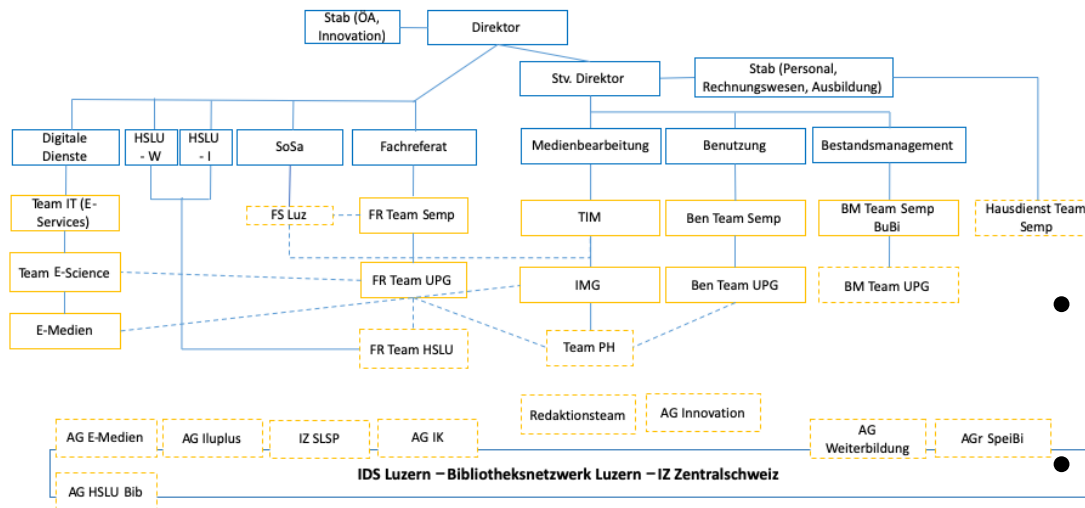 Stab (ÖA,
Innovation)
Direktor
Stv. Direktor
Stab (Personal,
Rechnungswesen, Ausbildung)
Digitale
Dienste
HSLU
- W
HSLU
- I
SoSa
Fachreferat
Medienbearbeitung
Benutzung
Bestandsmanagement
Team IT (E-
Services)
FS Luz
FR Team Semp
TIM
Ben Team Semp
BM Team Semp
BuBi
Hausdienst Team
Semp
Team E-Science
FR Team UPG
IMG
Ben Team UPG
BM Team UPG
E-Medien
FR Team HSLU
Team PH
Redaktionsteam
AG Innovation
AG E-Medien
AG Iluplus
IZ SLSP
AG IK
AG
Weiterbildung
AGr SpeiBi
IDS Luzern – Bibliotheksnetzwerk Luzern – IZ Zentralschweiz
AG HSLU Bib